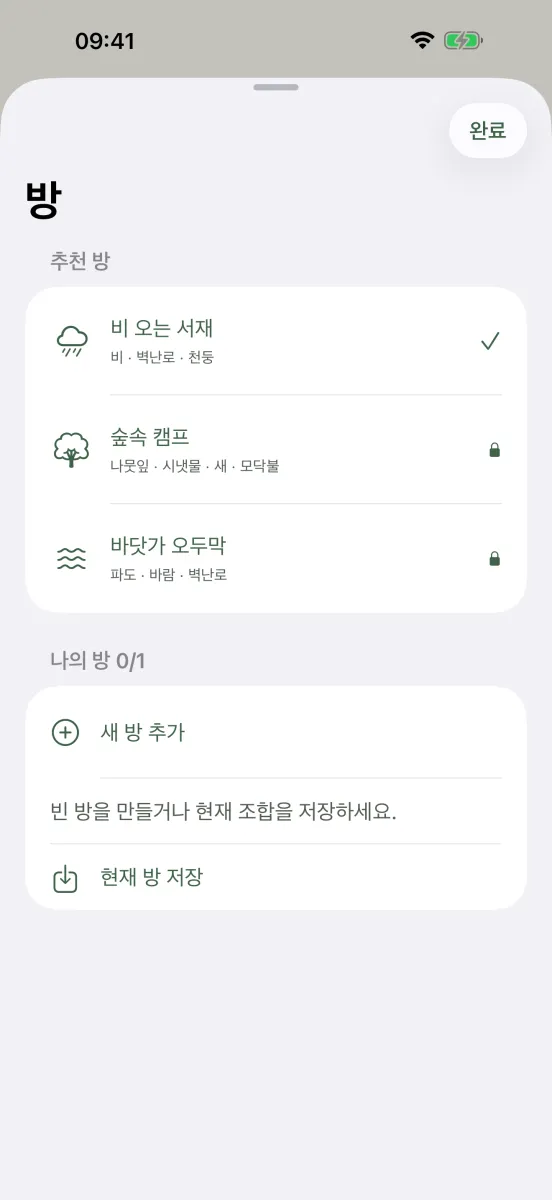 09:41
완료
방
추천 방
비 오는 서재
비 · 벽난로 · 천둥
숲속 캠프
나뭇잎 · 시냇물 · 새 · 모닥불
바닷가 오두막
파도 · 바람 · 벽난로
나의 방 0/1
새 방 추가
빈 방을 만들거나 현재 조합을 저장하세요.
현재 방 저장